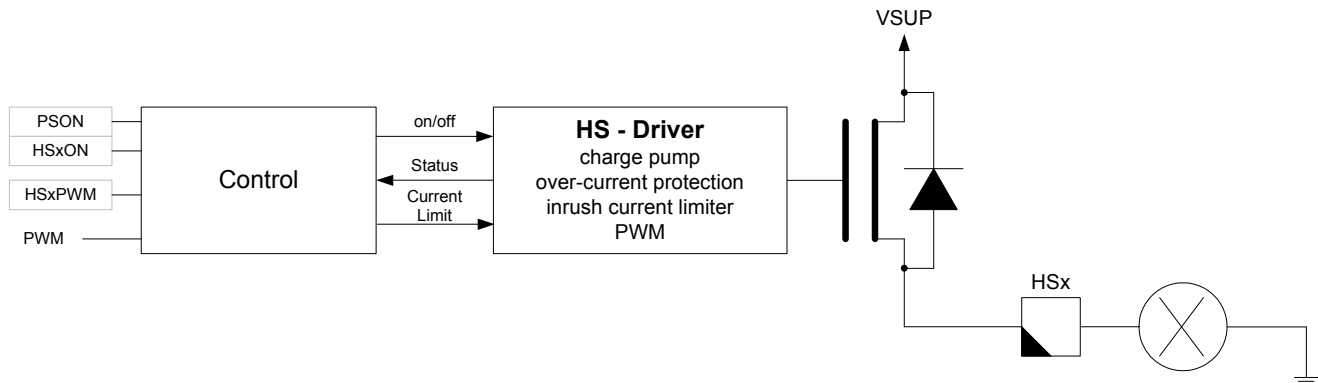 VSUP
PSON
HSxON
HSxPWM
PWM
Control
on/off
Status
Current
Limit
HS - Driver
charge pump
over-current protection
inrush current limiter
PWM
HSx